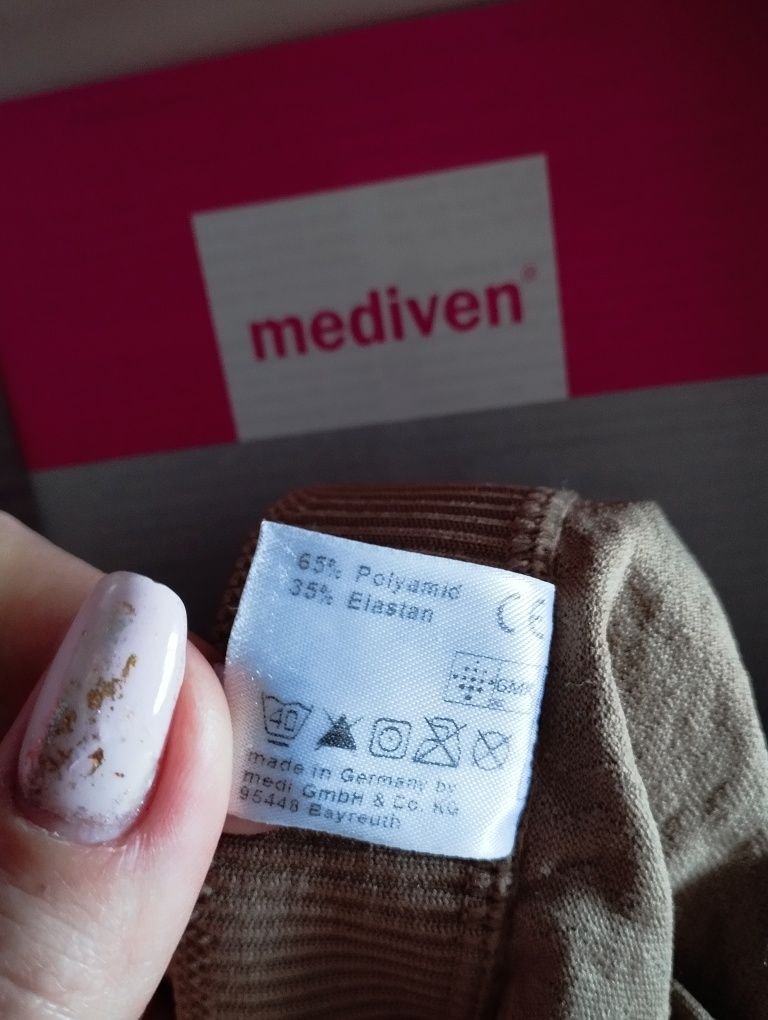 mediven®
65% Polyamid
35% Elastan
CE
40
made in Germany by
medi GmbH & Co. KG
95448 Bayreuth